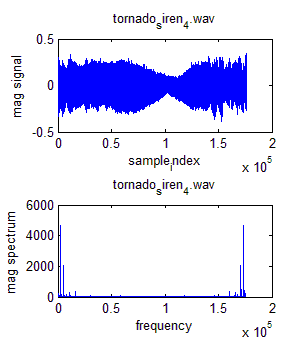 tornado_siren_4.wav
0.5
0
-0.5
mag signal
0 0.5 1 1.5 2
sample_index
x 10^5
tornado_siren_4.wav
6000
4000
2000
0
mag spectrum
0 0.5 1 1.5 2
frequency
x 10^5